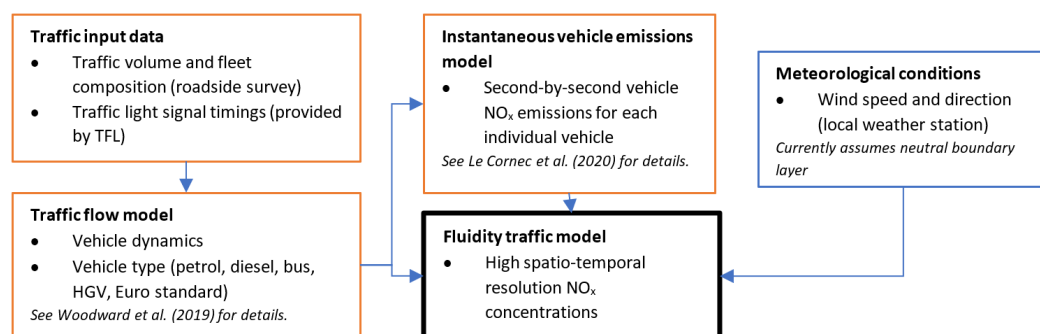 Traffic input data
● Traffic volume and fleet
composition (roadside survey)
● Traffic light signal timings (provided
by TFL)
Traffic flow model
● Vehicle dynamics
● Vehicle type (petrol, diesel, bus,
HGV, Euro standard)
See Woodward et al. (2019) for details.
Instantaneous vehicle emissions
model
● Second-by-second vehicle
NOₓ emissions for each
individual vehicle
See Le Cornec et al. (2020) for details.
Fluidity traffic model
● High spatio-temporal
resolution NOₓ
concentrations
Meteorological conditions
● Wind speed and direction
(local weather station)
Currently assumes neutral boundary
layer